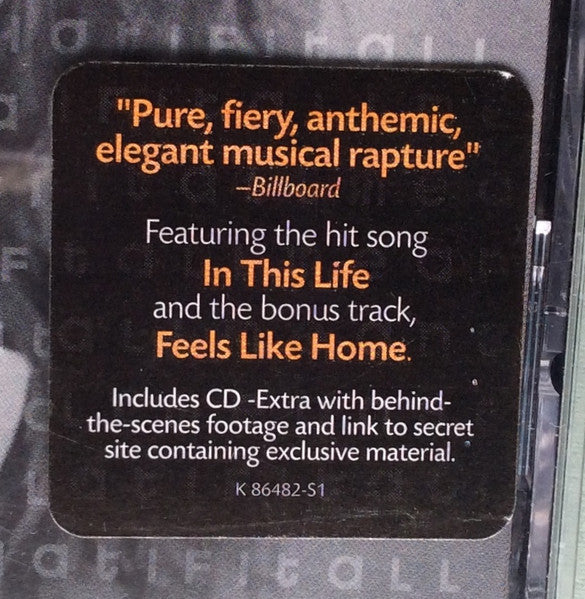 "Pure, fiery, anthemic,
elegant musical rapture"
–Billboard
Featuring the hit song
In This Life
and the bonus track,
Feels Like Home.
Includes CD -Extra with behind-
the-scenes footage and link to secret
site containing exclusive material.
K 86482-S1